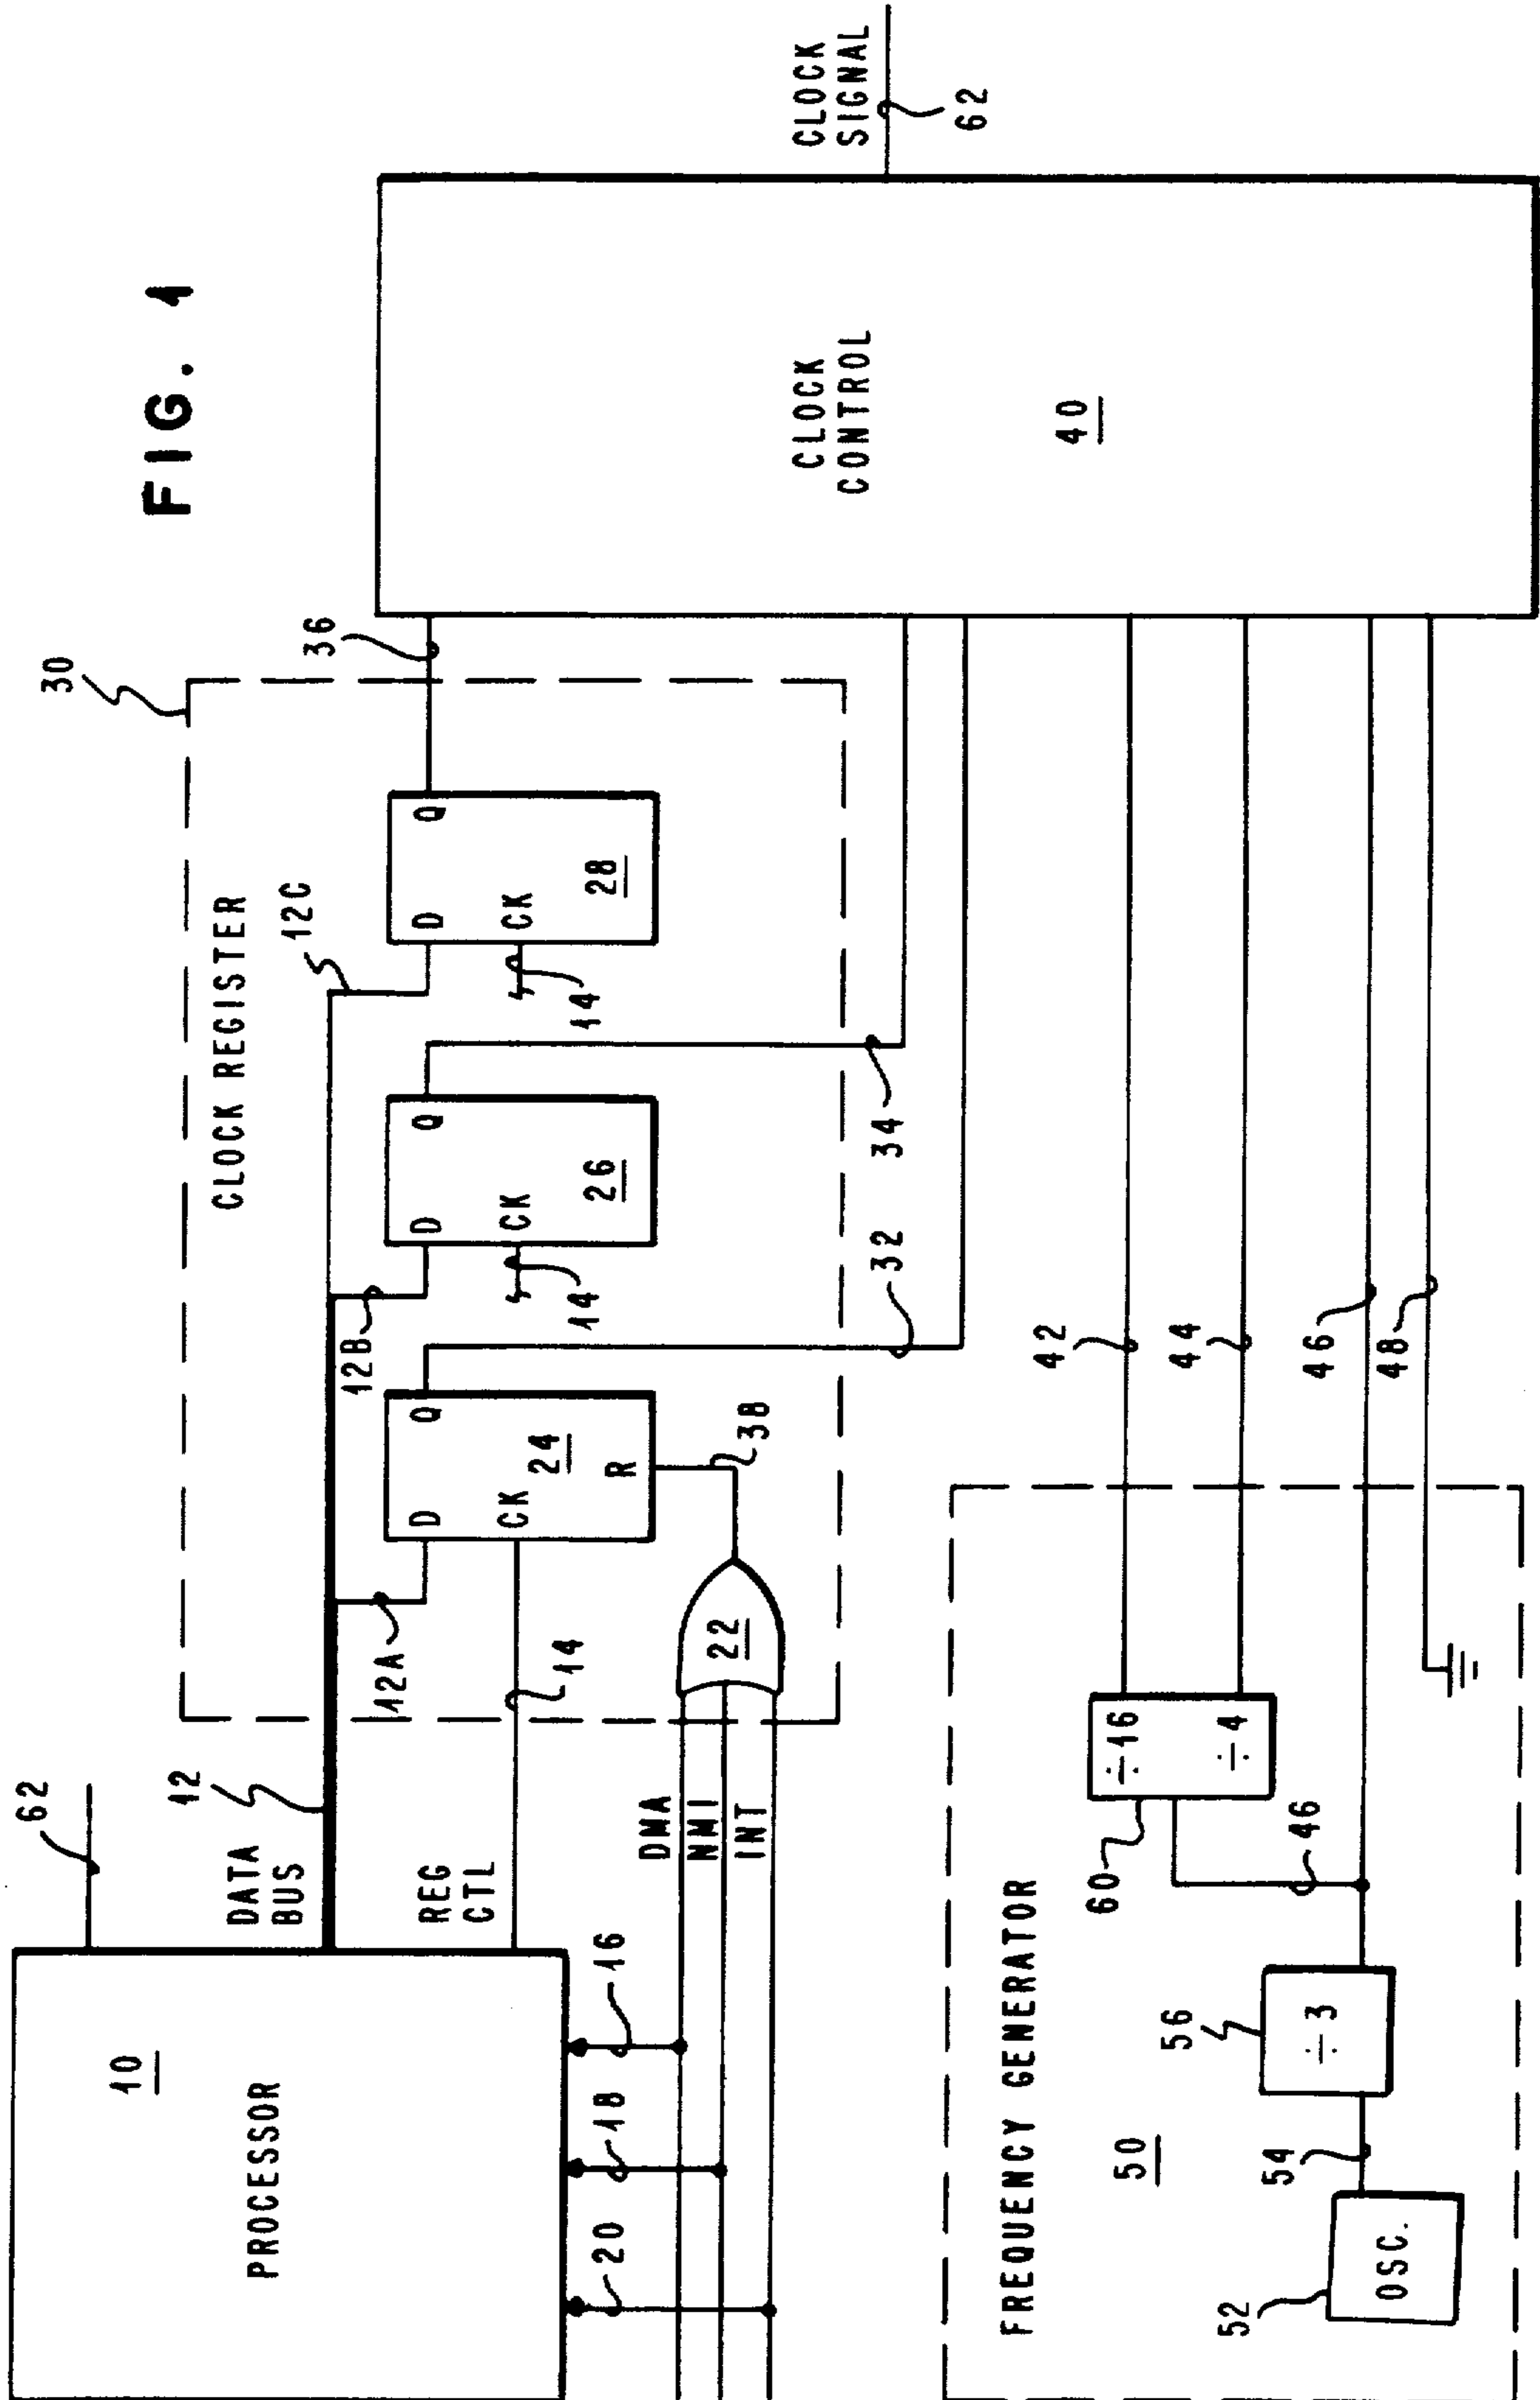 FIG. 1
62
10
PROCESSOR
DATA
BUS
12
REG
CTL
14
20
18
16
DMA
NMI
INT
CLOCK REGISTER
30
12A
12B
12C
D
Q
CK
24
R
D
Q
CK
26
14
D
Q
CK
28
14
22
38
32
34
36
CLOCK
CONTROL
40
CLOCK
SIGNAL
62
FREQUENCY GENERATOR
50
52
OSC.
54
56
÷3
46
60
÷16
÷4
42
44
46
48